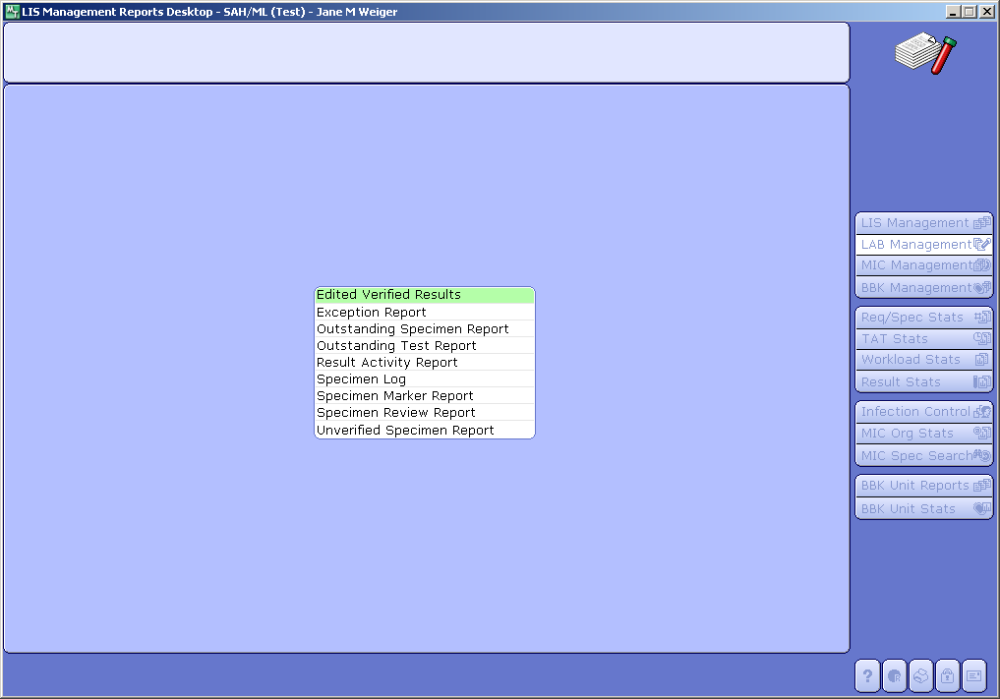 LIS Management Reports Desktop - SAH/ML (Test) - Jane M Weiger
Edited Verified Results
Exception Report
Outstanding Specimen Report
Outstanding Test Report
Result Activity Report
Specimen Log
Specimen Marker Report
Specimen Review Report
Unverified Specimen Report
LIS Management
LAB Management
MIC Management
BBK Management
Req/Spec Stats
TAT Stats
Workload Stats
Result Stats
Infection Control
MIC Org Stats
MIC Spec Search
BBK Unit Reports
BBK Unit Stats
?